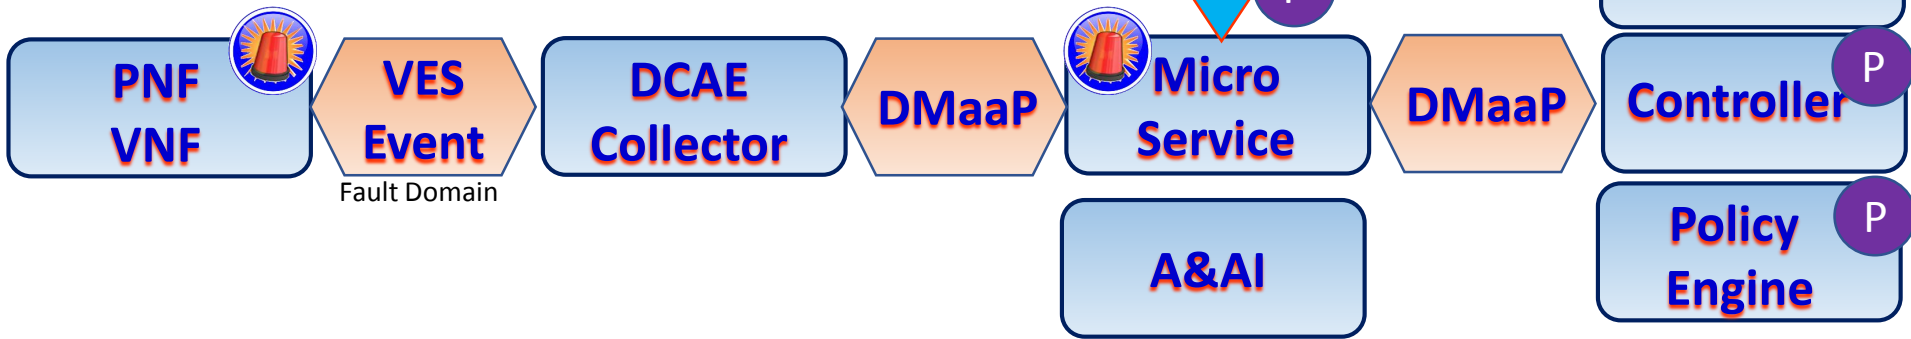 PNF
VNF
VES
Event
Fault Domain
DCAE
Collector
DMaaP
Micro
Service
DMaaP
Controller
P
A&AI
Policy
Engine
P